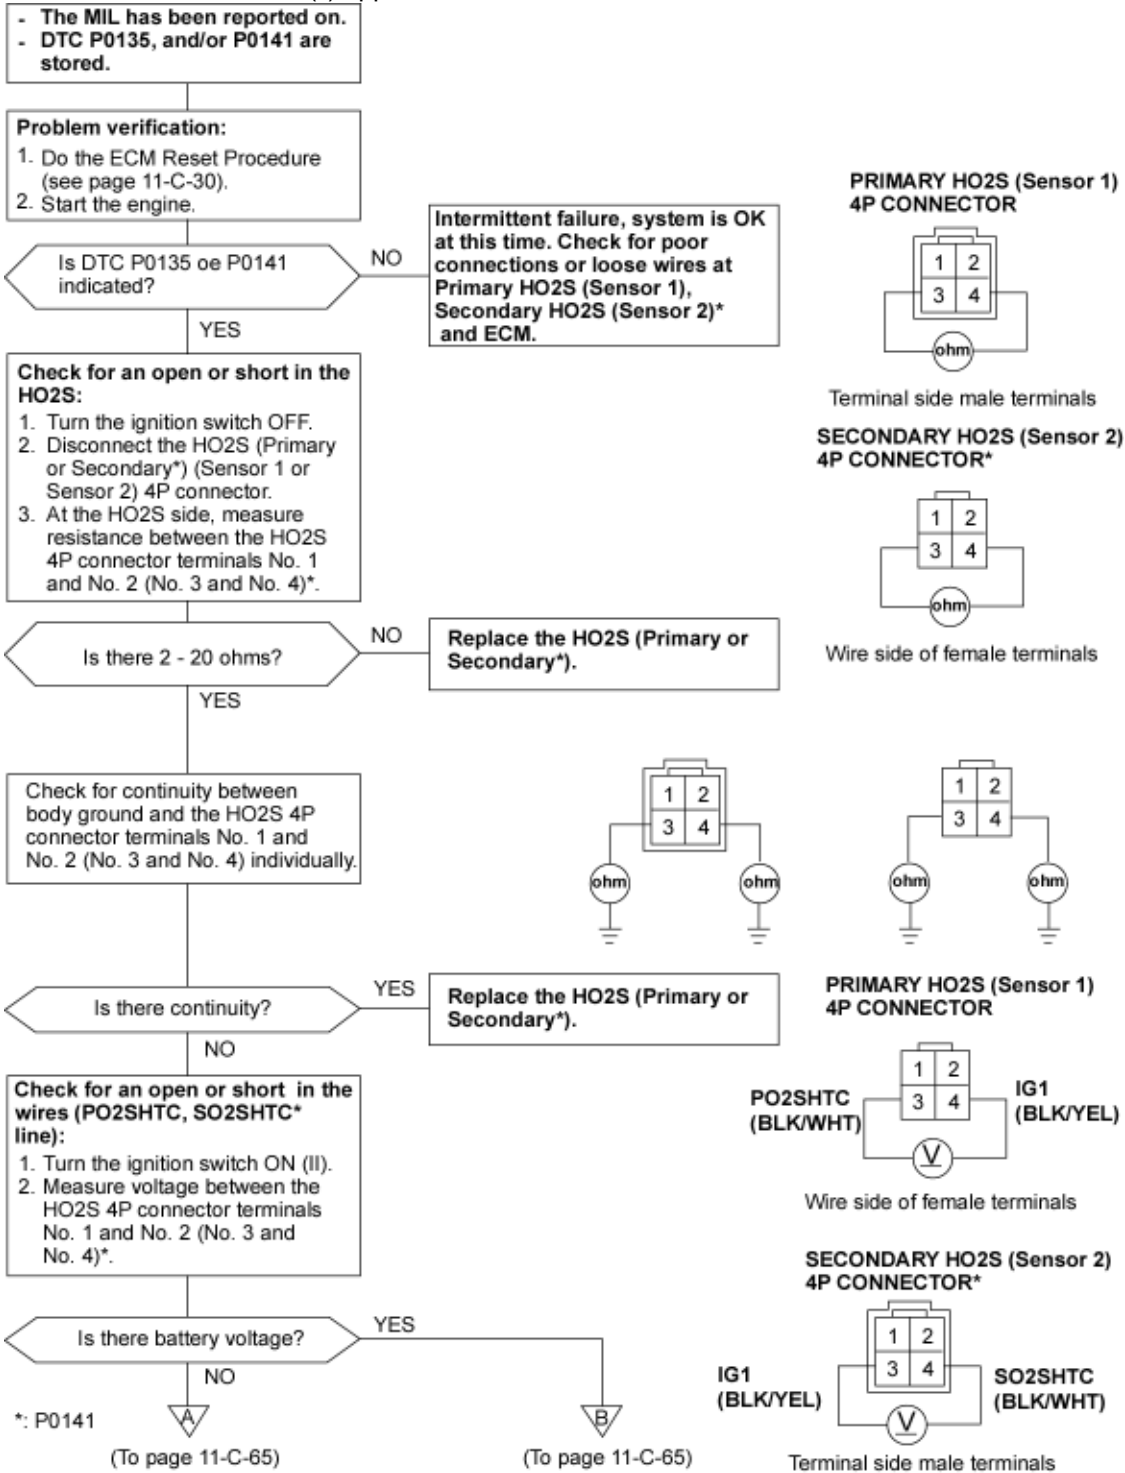 - The MIL has been reported on.
- DTC P0135, and/or P0141 are
stored.
Problem verification:
1. Do the ECM Reset Procedure
(see page 11-C-30).
2. Start the engine.
Is DTC P0135 oe P0141
indicated?
NO
YES
Intermittent failure, system is OK
at this time. Check for poor
connections or loose wires at
Primary HO2S (Sensor 1),
Secondary HO2S (Sensor 2)*
and ECM.
PRIMARY HO2S (Sensor 1)
4P CONNECTOR
1 2
3 4
ohm
Terminal side male terminals
Check for an open or short in the
HO2S:
1. Turn the ignition switch OFF.
2. Disconnect the HO2S (Primary
or Secondary*) (Sensor 1 or
Sensor 2) 4P connector.
3. At the HO2S side, measure
resistance between the HO2S
4P connector terminals No. 1
and No. 2 (No. 3 and No. 4)*.
SECONDARY HO2S (Sensor 2)
4P CONNECTOR*
1 2
3 4
ohm
Wire side of female terminals
Is there 2 - 20 ohms?
NO
YES
Replace the HO2S (Primary or
Secondary*).
Check for continuity between
body ground and the HO2S 4P
connector terminals No. 1 and
No. 2 (No. 3 and No. 4) individually.
1 2
3 4
ohm ohm
1 2
3 4
ohm ohm
Is there continuity?
YES
NO
Replace the HO2S (Primary or
Secondary*).
PRIMARY HO2S (Sensor 1)
4P CONNECTOR
1 2
3 4
PO2SHTC
(BLK/WHT)
IG1
(BLK/YEL)
V
Wire side of female terminals
Check for an open or short in the
wires (PO2SHTC, SO2SHTC*
line):
1. Turn the ignition switch ON (II).
2. Measure voltage between the
HO2S 4P connector terminals
No. 1 and No. 2 (No. 3 and
No. 4)*.
SECONDARY HO2S (Sensor 2)
4P CONNECTOR*
1 2
3 4
IG1
(BLK/YEL)
SO2SHTC
(BLK/WHT)
V
Terminal side male terminals
Is there battery voltage?
YES
NO
*: P0141
A
(To page 11-C-65)
B
(To page 11-C-65)